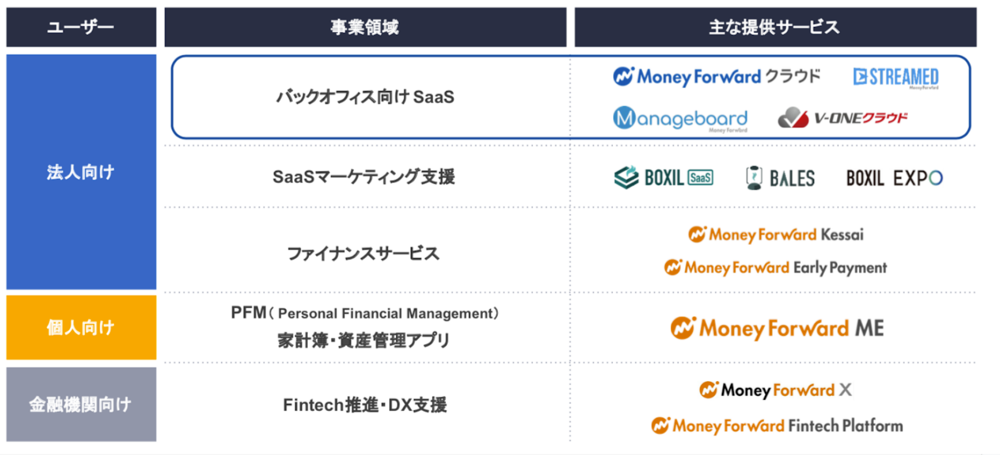 ユーザー
事業領域
主な提供サービス
法人向け
バックオフィス向け SaaS
Money Forward クラウド
STREAMED
Money Forward
Manageboard
Money Forward
V-ONEクラウド
SaaSマーケティング支援
BOXIL SaaS
BALES
BOXIL EXPO
ファイナンスサービス
Money Forward Kessai
Money Forward Early Payment
個人向け
PFM（ Personal Financial Management）
家計簿・資産管理アプリ
Money Forward ME
金融機関向け
Fintech推進・DX支援
Money Forward X
Money Forward Fintech Platform